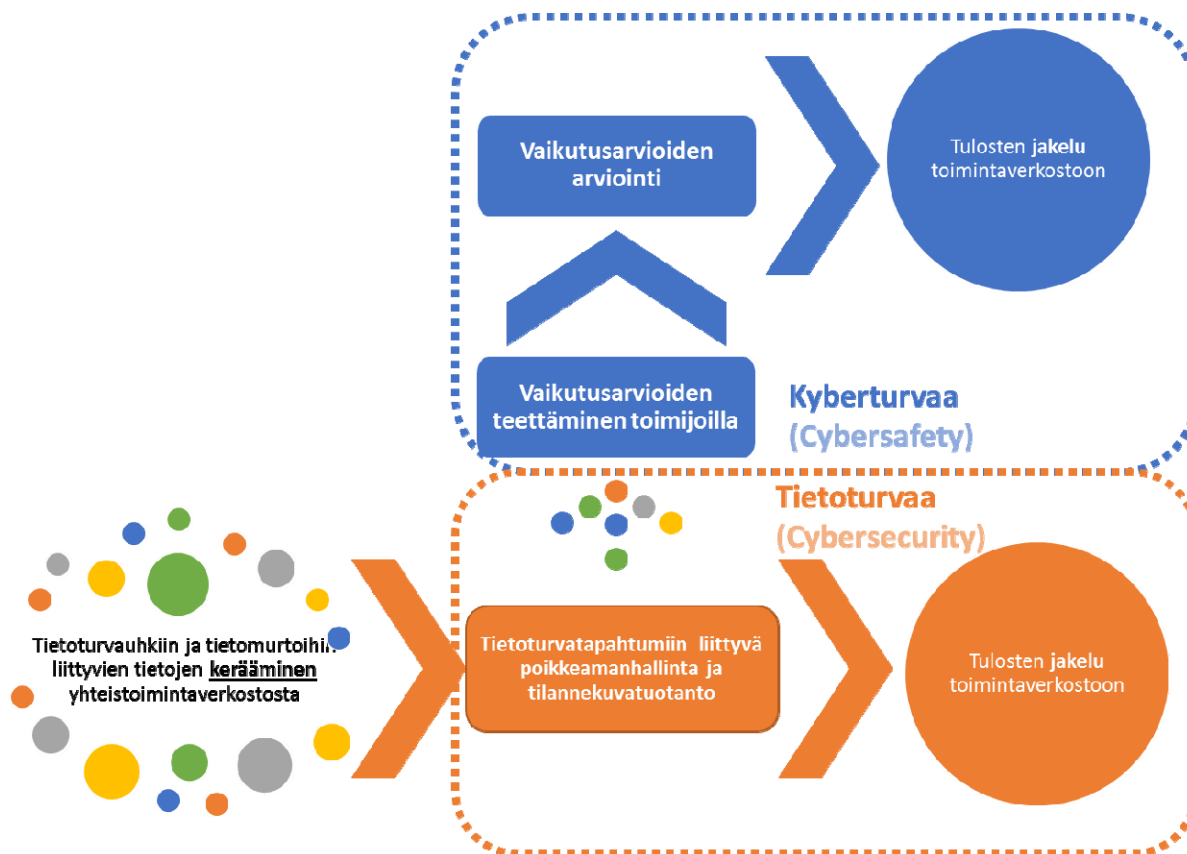 Vaikutusarvioiden
arviointi
Tulosten jakelu
toimintaverkostoon
Vaikutusarvioiden
teettäminen toimijoilla
Kyberturvaa
(Cybersafety)
Tietoturvaa
(Cybersecurity)
Tietoturvauhkiin ja tietomurtoihin
liittyvien tietojen kerääminen
yhteistoimintaverkostosta
Tietoturvatapahtumiin liittyvä
poikkeamanhallinta ja
tilannekuvatuotanto
Tulosten jakelu
toimintaverkostoon